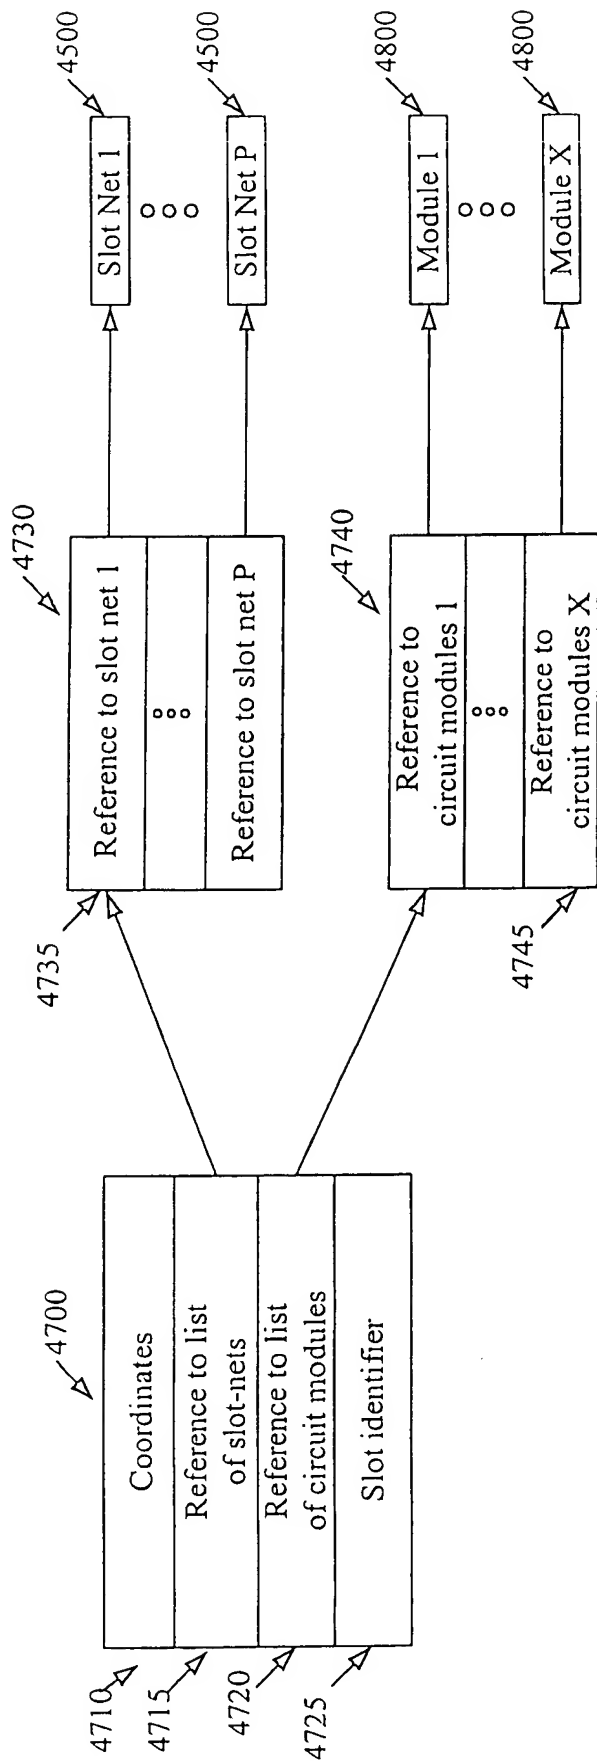 4700
4710
Coordinates
4715
Reference to list
of slot-nets
4720
Reference to list
of circuit modules
4725
Slot identifier
4730
4735
Reference to slot net 1
Reference to slot net P
4740
Reference to
circuit modules 1
4745
Reference to
circuit modules X
Slot Net 1
4500
Slot Net P
4500
Module 1
4800
Module X
4800